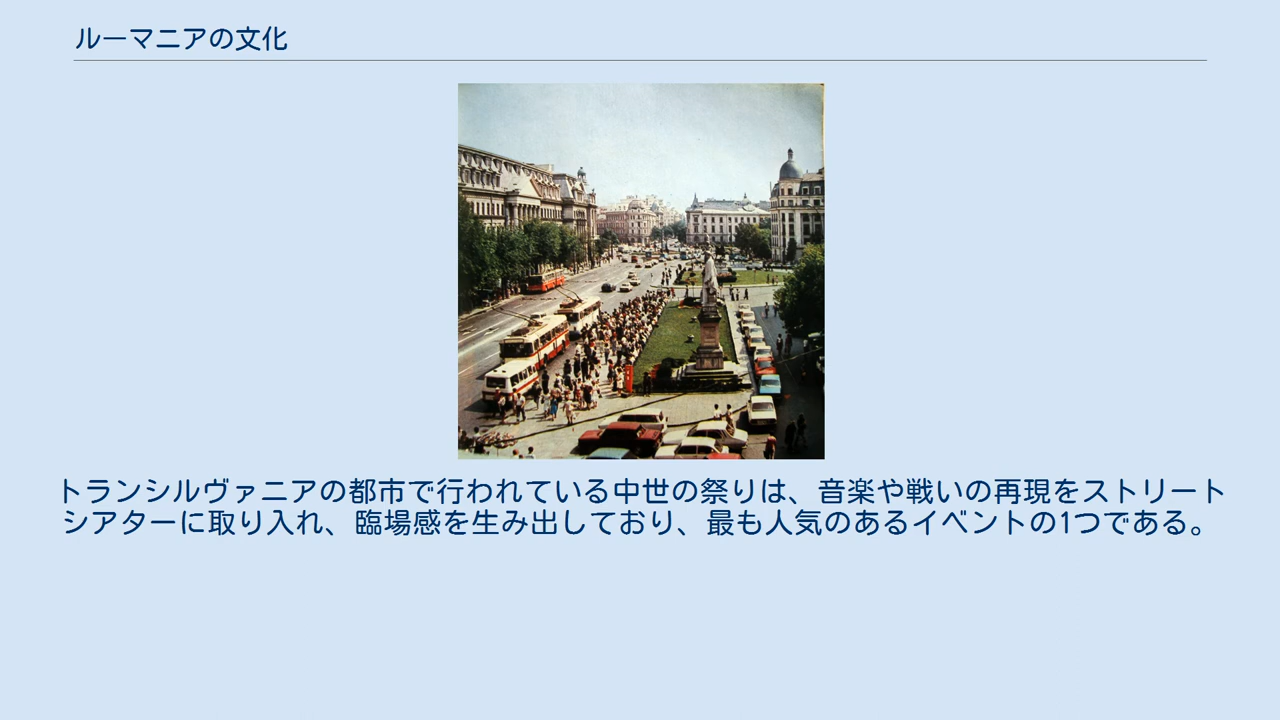 ルーマニアの文化
トランシルヴァニアの都市で行われている中世の祭りは、音楽や戦いの再現をストリート
シアターに取り入れ、臨場感を生み出しており、最も人気のあるイベントの1つである。